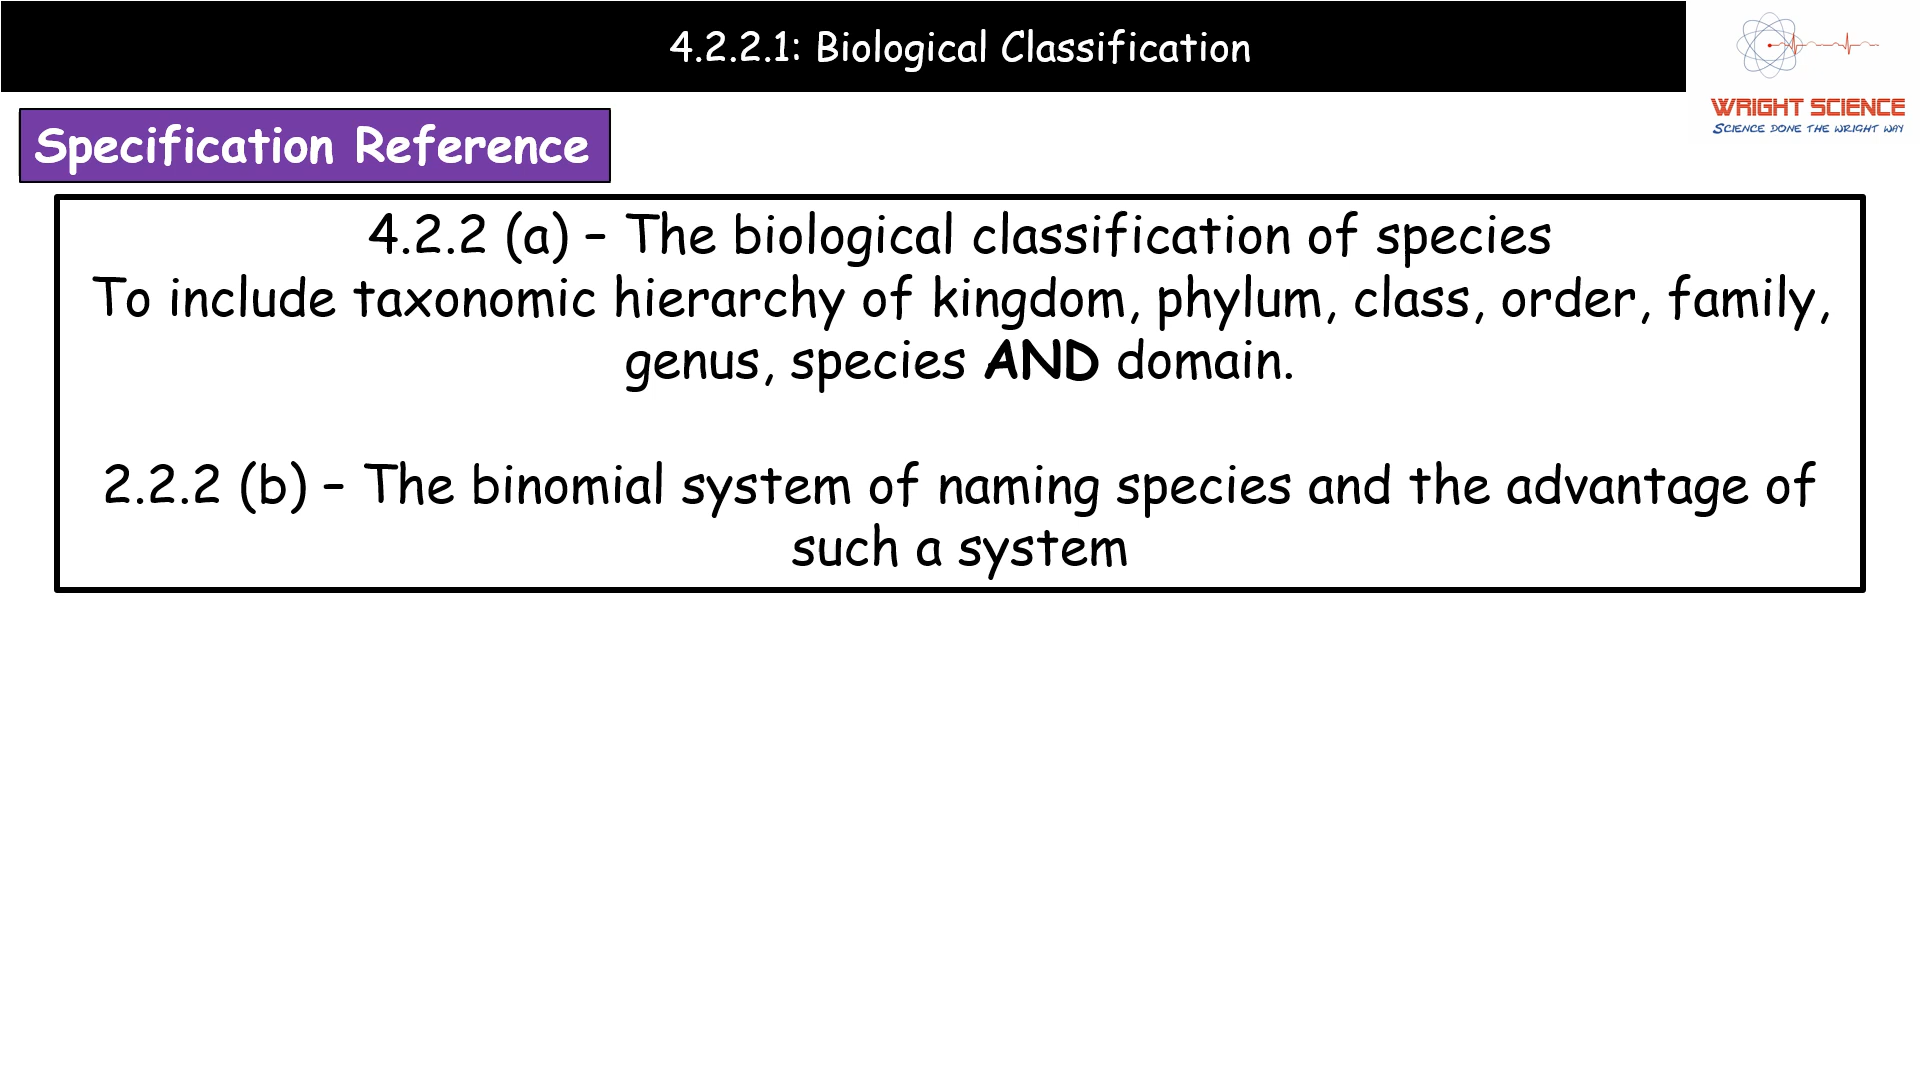 4.2.2.1: Biological Classification
WRIGHT SCIENCE
SCIENCE DONE THE WRIGHT WAY
Specification Reference
4.2.2 (a) – The biological classification of species
To include taxonomic hierarchy of kingdom, phylum, class, order, family,
genus, species AND domain.
2.2.2 (b) – The binomial system of naming species and the advantage of
such a system